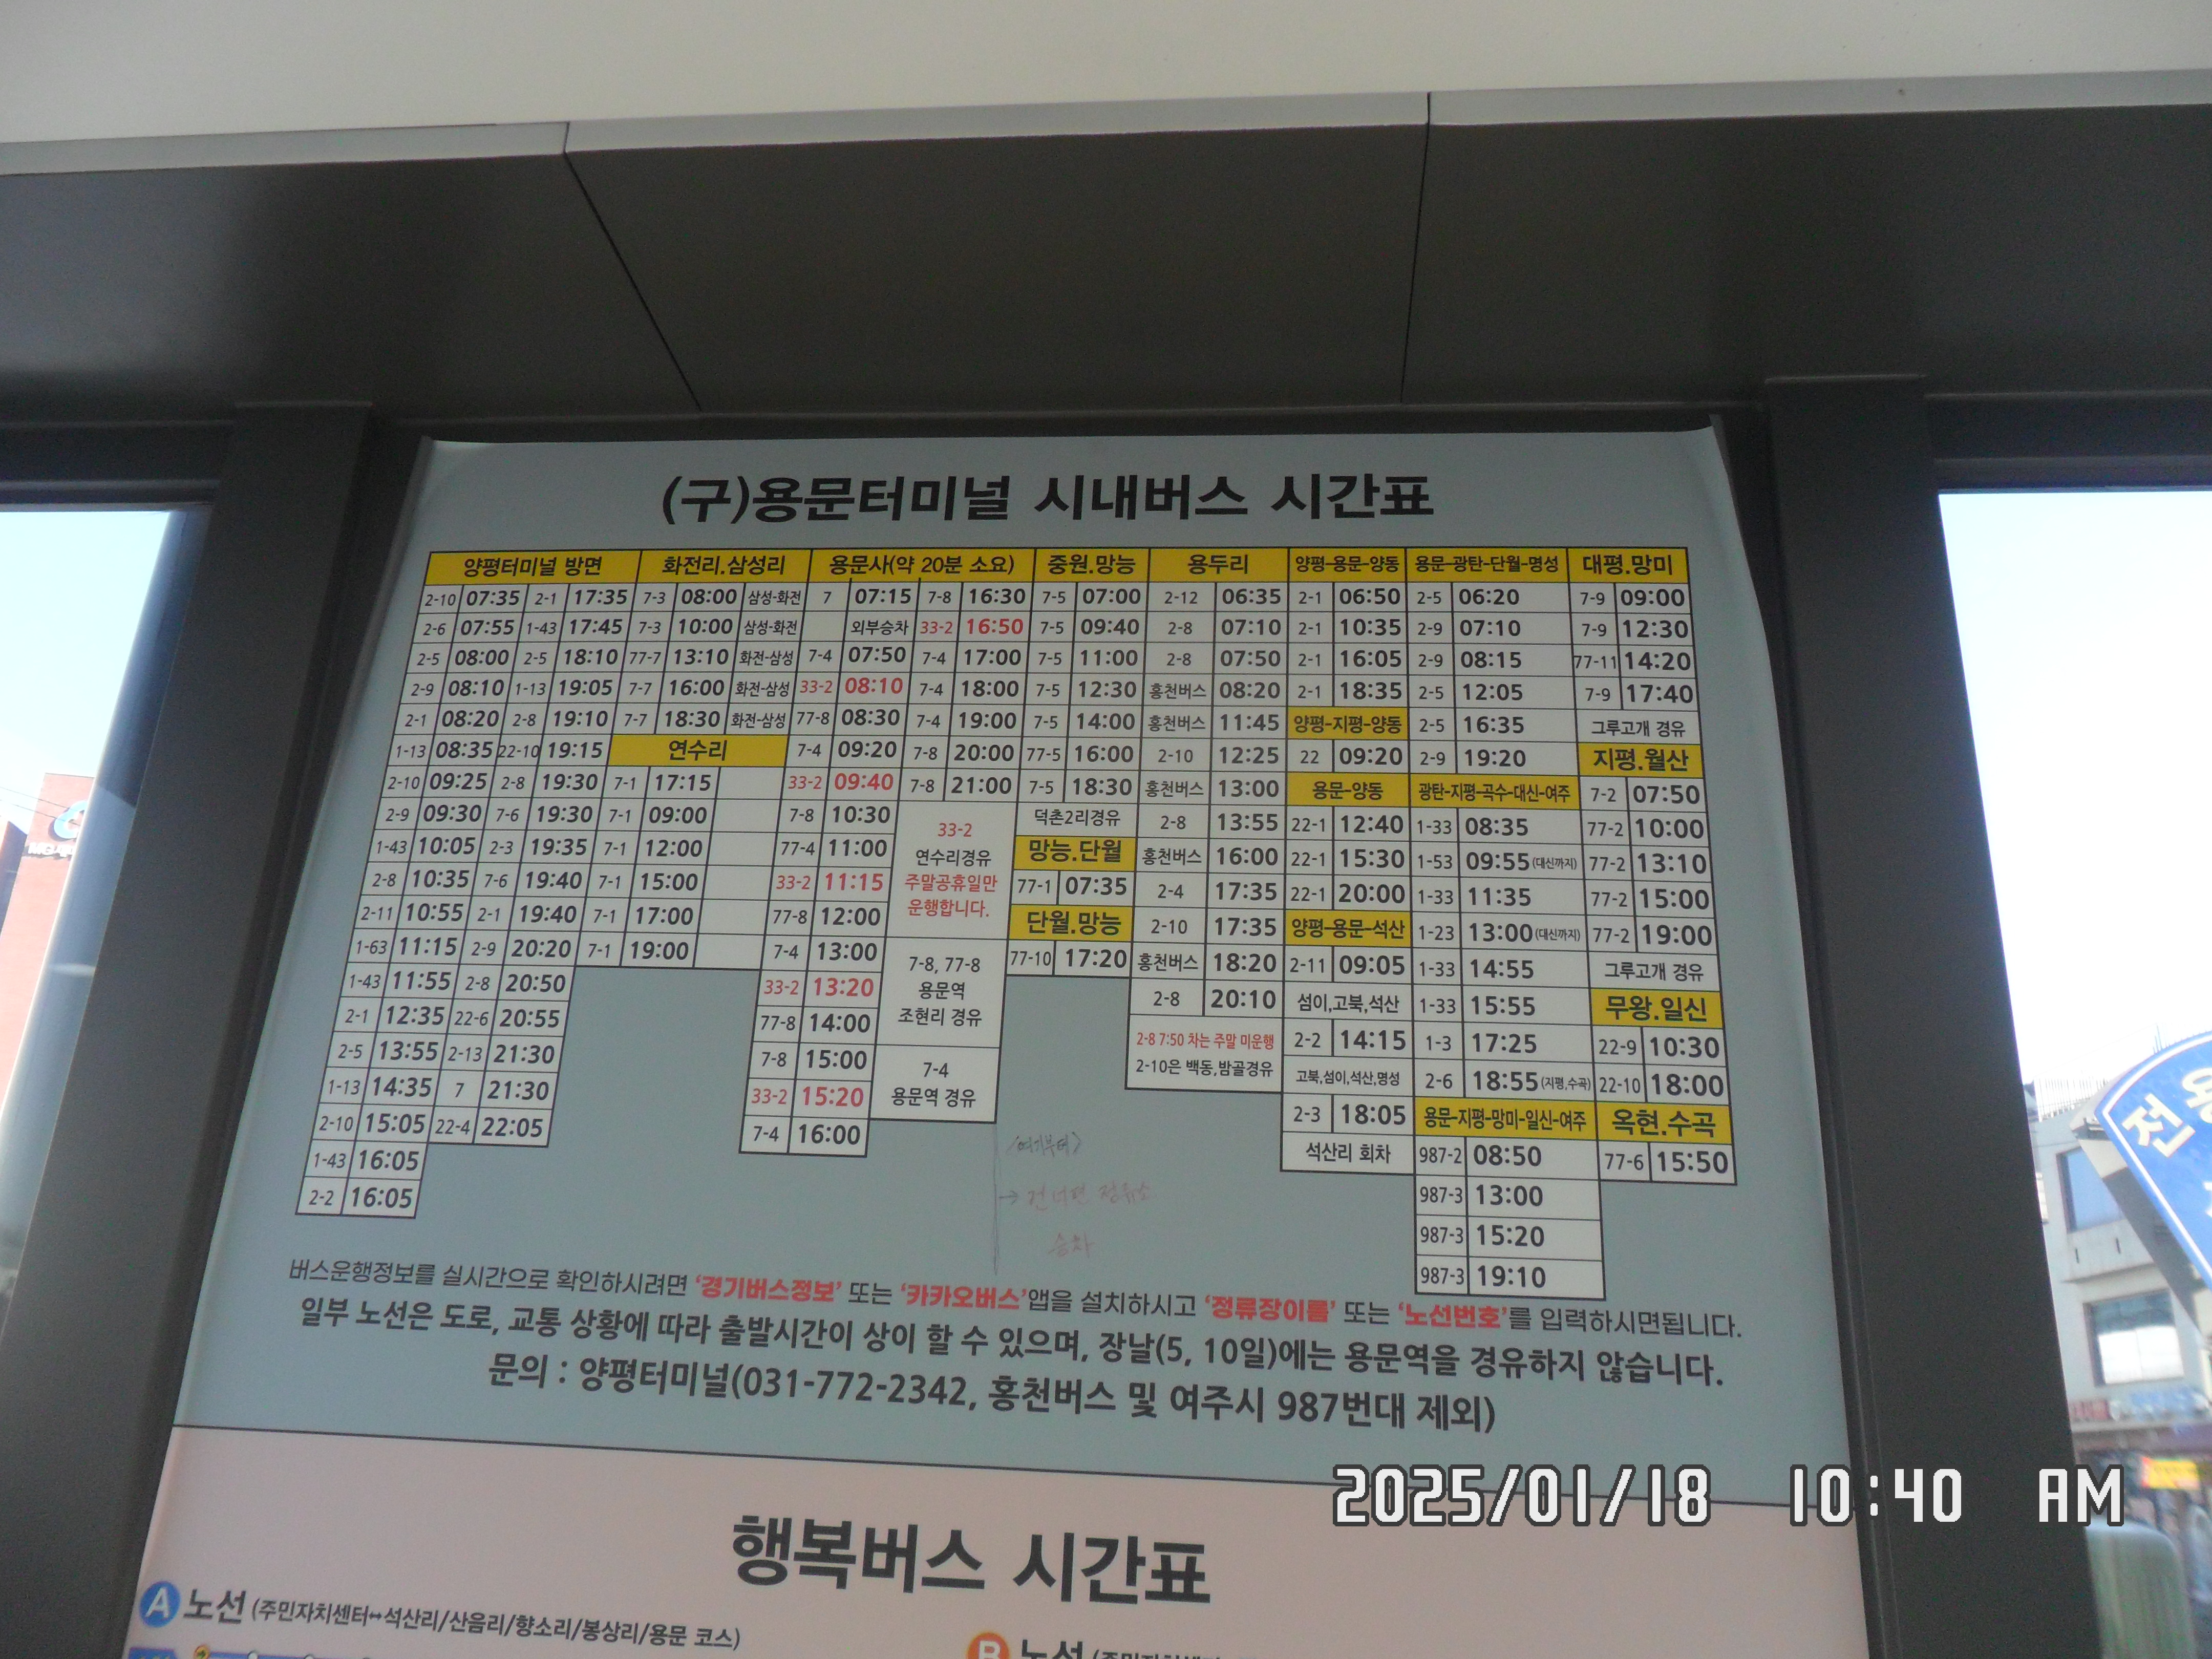 (구)용문터미널 시내버스 시간표
양평터미널 방면 화전리.삼성리 용문사(약 20분 소요) 중원.망능 용두리 양평-용문-양동 용문-광탄-단월-명성 대평.망미
2-10 07:35 2-1 17:35 7-3 08:00 삼성-화전 7 07:15 7-8 16:30 7-5 07:00 2-12 06:35 2-1 06:50 2-5 06:20 7-9 09:00
2-6 07:55 1-43 17:45 7-3 10:00 삼성-화전 외부승차 33-2 16:50 7-5 09:40 2-8 07:10 2-1 10:35 2-9 07:10 7-9 12:30
2-5 08:00 2-5 18:10 77-7 13:10 화전-삼성 7-4 07:50 7-4 17:00 7-5 11:00 2-8 07:50 2-1 16:05 2-9 08:15 77-11 14:20
2-9 08:10 1-13 19:05 7-7 16:00 화전-삼성 33-2 08:10 7-4 18:00 7-5 12:30 홍천버스 08:20 2-1 18:35 2-5 12:05 7-9 17:40
2-1 08:20 2-8 19:10 7-7 18:30 화전-삼성 77-8 08:30 7-4 19:00 7-5 14:00 홍천버스 11:45 양평-지평-양동 2-5 16:35 그루고개 경유
1-13 08:35 22-10 19:15 연수리 7-4 09:20 7-8 20:00 77-5 16:00 2-10 12:25 22 09:20 2-9 19:20 지평.월산
2-10 09:25 2-8 19:30 7-1 17:15 33-2 09:40 7-8 21:00 7-5 18:30 홍천버스 13:00 용문-양동 광탄-지평-곡수-대신-여주 7-2 07:50
2-9 09:30 7-6 19:30 7-1 09:00 7-8 10:30 33-2 덕촌2리경유 2-8 13:55 22-1 12:40 1-33 08:35 77-2 10:00
1-43 10:05 2-3 19:35 7-1 12:00 77-4 11:00 연수리경유 망능.단월 홍천버스 16:00 22-1 15:30 1-53 09:55(대신까지) 77-2 13:10
2-8 10:35 7-6 19:40 7-1 15:00 33-2 11:15 주말공휴일만 77-1 07:35 2-4 17:35 22-1 20:00 1-33 11:35 77-2 15:00
2-11 10:55 2-1 19:40 7-1 17:00 77-8 12:00 운행합니다. 단월.망능 2-10 17:35 양평-용문-석산 1-23 13:00(대신까지) 77-2 19:00
1-63 11:15 2-9 20:20 7-1 19:00 7-4 13:00 7-8, 77-8 77-10 17:20 홍천버스 18:20 2-11 09:05 1-33 14:55 그루고개 경유
1-43 11:55 2-8 20:50 33-2 13:20 용문역 2-8 20:10 섬이,고북,석산 1-33 15:55 무왕.일신
2-1 12:35 22-6 20:55 77-8 14:00 조현리 경유 2-8 7:50 차는 주말 미운행 2-2 14:15 1-3 17:25 22-9 10:30
2-5 13:55 2-13 21:30 7-8 15:00 7-4 2-10은 백동,밤골경유 고북,섬이,석산,명성 2-6 18:55(지평,수곡) 22-10 18:00
1-13 14:35 7 21:30 33-2 15:20 용문역 경유 2-3 18:05 용문-지평-망미-일신-여주 옥현.수곡
2-10 15:05 22-4 22:05 7-4 16:00 석산리 회차 987-2 08:50 77-6 15:50
1-43 16:05 987-3 13:00
2-2 16:05 987-3 15:20
987-3 19:10
<여기부터>
→ 건너편 정류소
승차
버스운행정보를 실시간으로 확인하시려면 '경기버스정보' 또는 '카카오버스'앱을 설치하시고 '정류장이름' 또는 '노선번호'를 입력하시면됩니다.
일부 노선은 도로, 교통 상황에 따라 출발시간이 상이 할 수 있으며, 장날(5, 10일)에는 용문역을 경유하지 않습니다.
문의 : 양평터미널(031-772-2342, 홍천버스 및 여주시 987번대 제외)
2025/01/18 10:40 AM
행복버스 시간표
A 노선 (주민자치센터↔석산리/산음리/향소리/봉상리/용문 코스)
B 노선